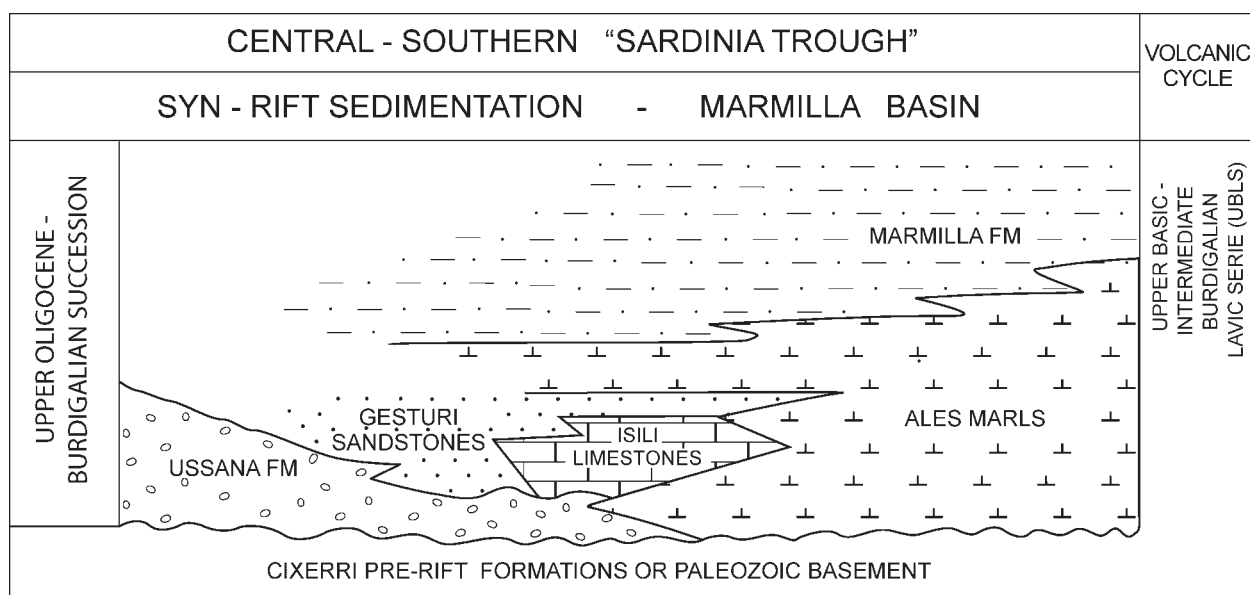 CENTRAL - SOUTHERN “SARDINIA TROUGH”
VOLCANIC
CYCLE
SYN - RIFT SEDIMENTATION - MARMILLA BASIN
UPPER OLIGOCENE -
BURDIGALIAN SUCCESSION
UPPER BASIC -
INTERMEDIATE
BURDIGALIAN
LAVIC SERIE (UBLS)
MARMILLA FM
GESTURI
SANDSTONES
ISILI
LIMESTONES
ALES MARLS
USSANA FM
CIXERRI PRE-RIFT FORMATIONS OR PALEOZOIC BASEMENT